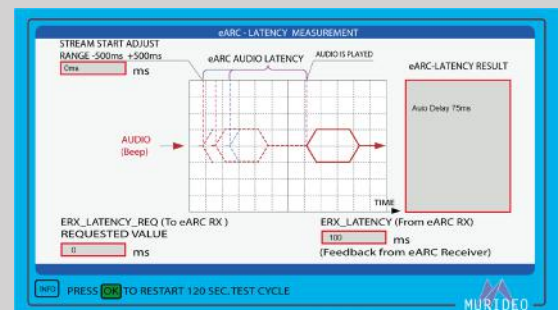 eARC - LATENCY MEASUREMENT
STREAM START ADJUST
RANGE -500ms +500ms
0ms
ms
eARC AUDIO LATENCY
AUDIO IS PLAYED
eARC-LATENCY RESULT
Auto Delay 75ms
AUDIO
(Beep)
TIME
ERX_LATENCY_REQ (To eARC RX )
REQUESTED VALUE
0
ms
ERX_LATENCY (From eARC RX)
100
ms
(Feedback from eARC Receiver)
INFO
PRESS OK TO RESTART 120 SEC.TEST CYCLE
MURIDEO